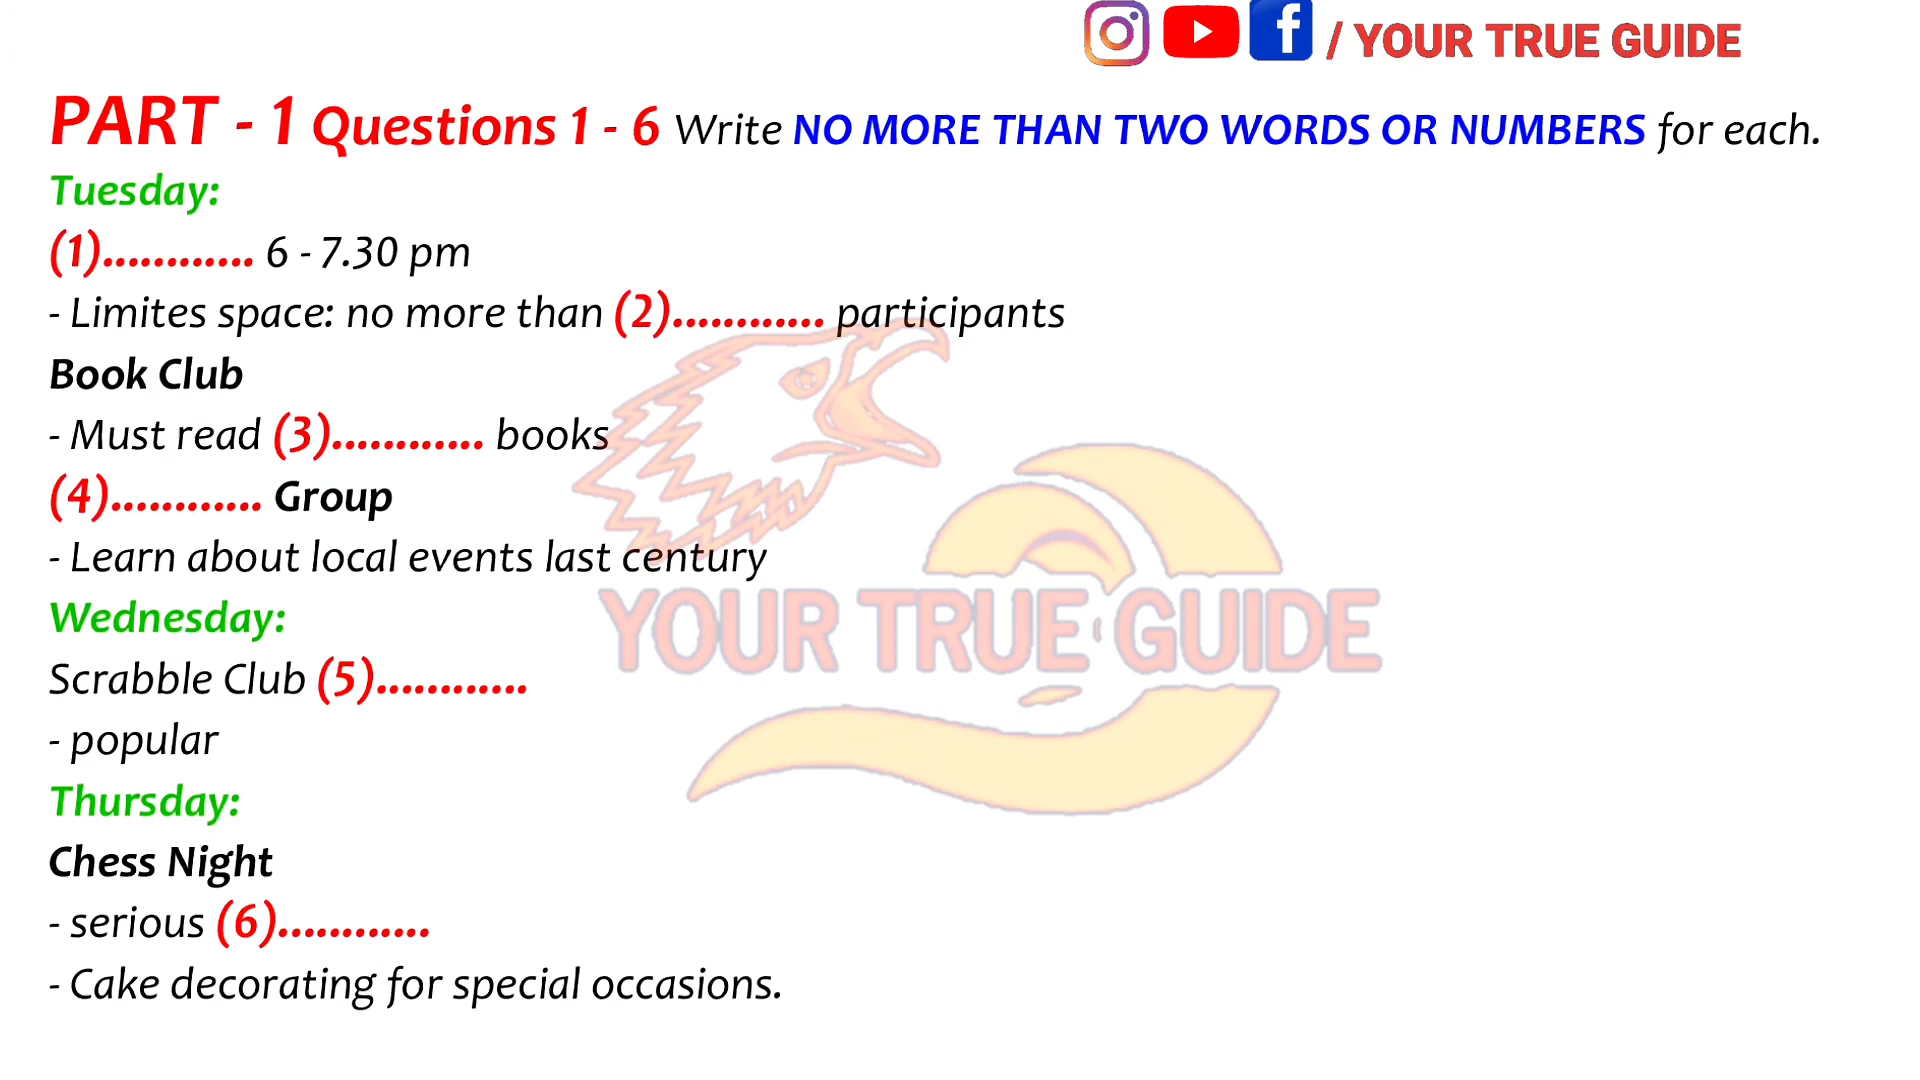 / YOUR TRUE GUIDE
PART - 1 Questions 1 - 6 Write NO MORE THAN TWO WORDS OR NUMBERS for each.
Tuesday:
(1)............ 6 - 7.30 pm
- Limites space: no more than (2)............ participants
Book Club
- Must read (3)............ books
(4)............ Group
- Learn about local events last century
YOUR TRUE GUIDE
Wednesday:
Scrabble Club (5)............
- popular
Thursday:
Chess Night
- serious (6)............
- Cake decorating for special occasions.